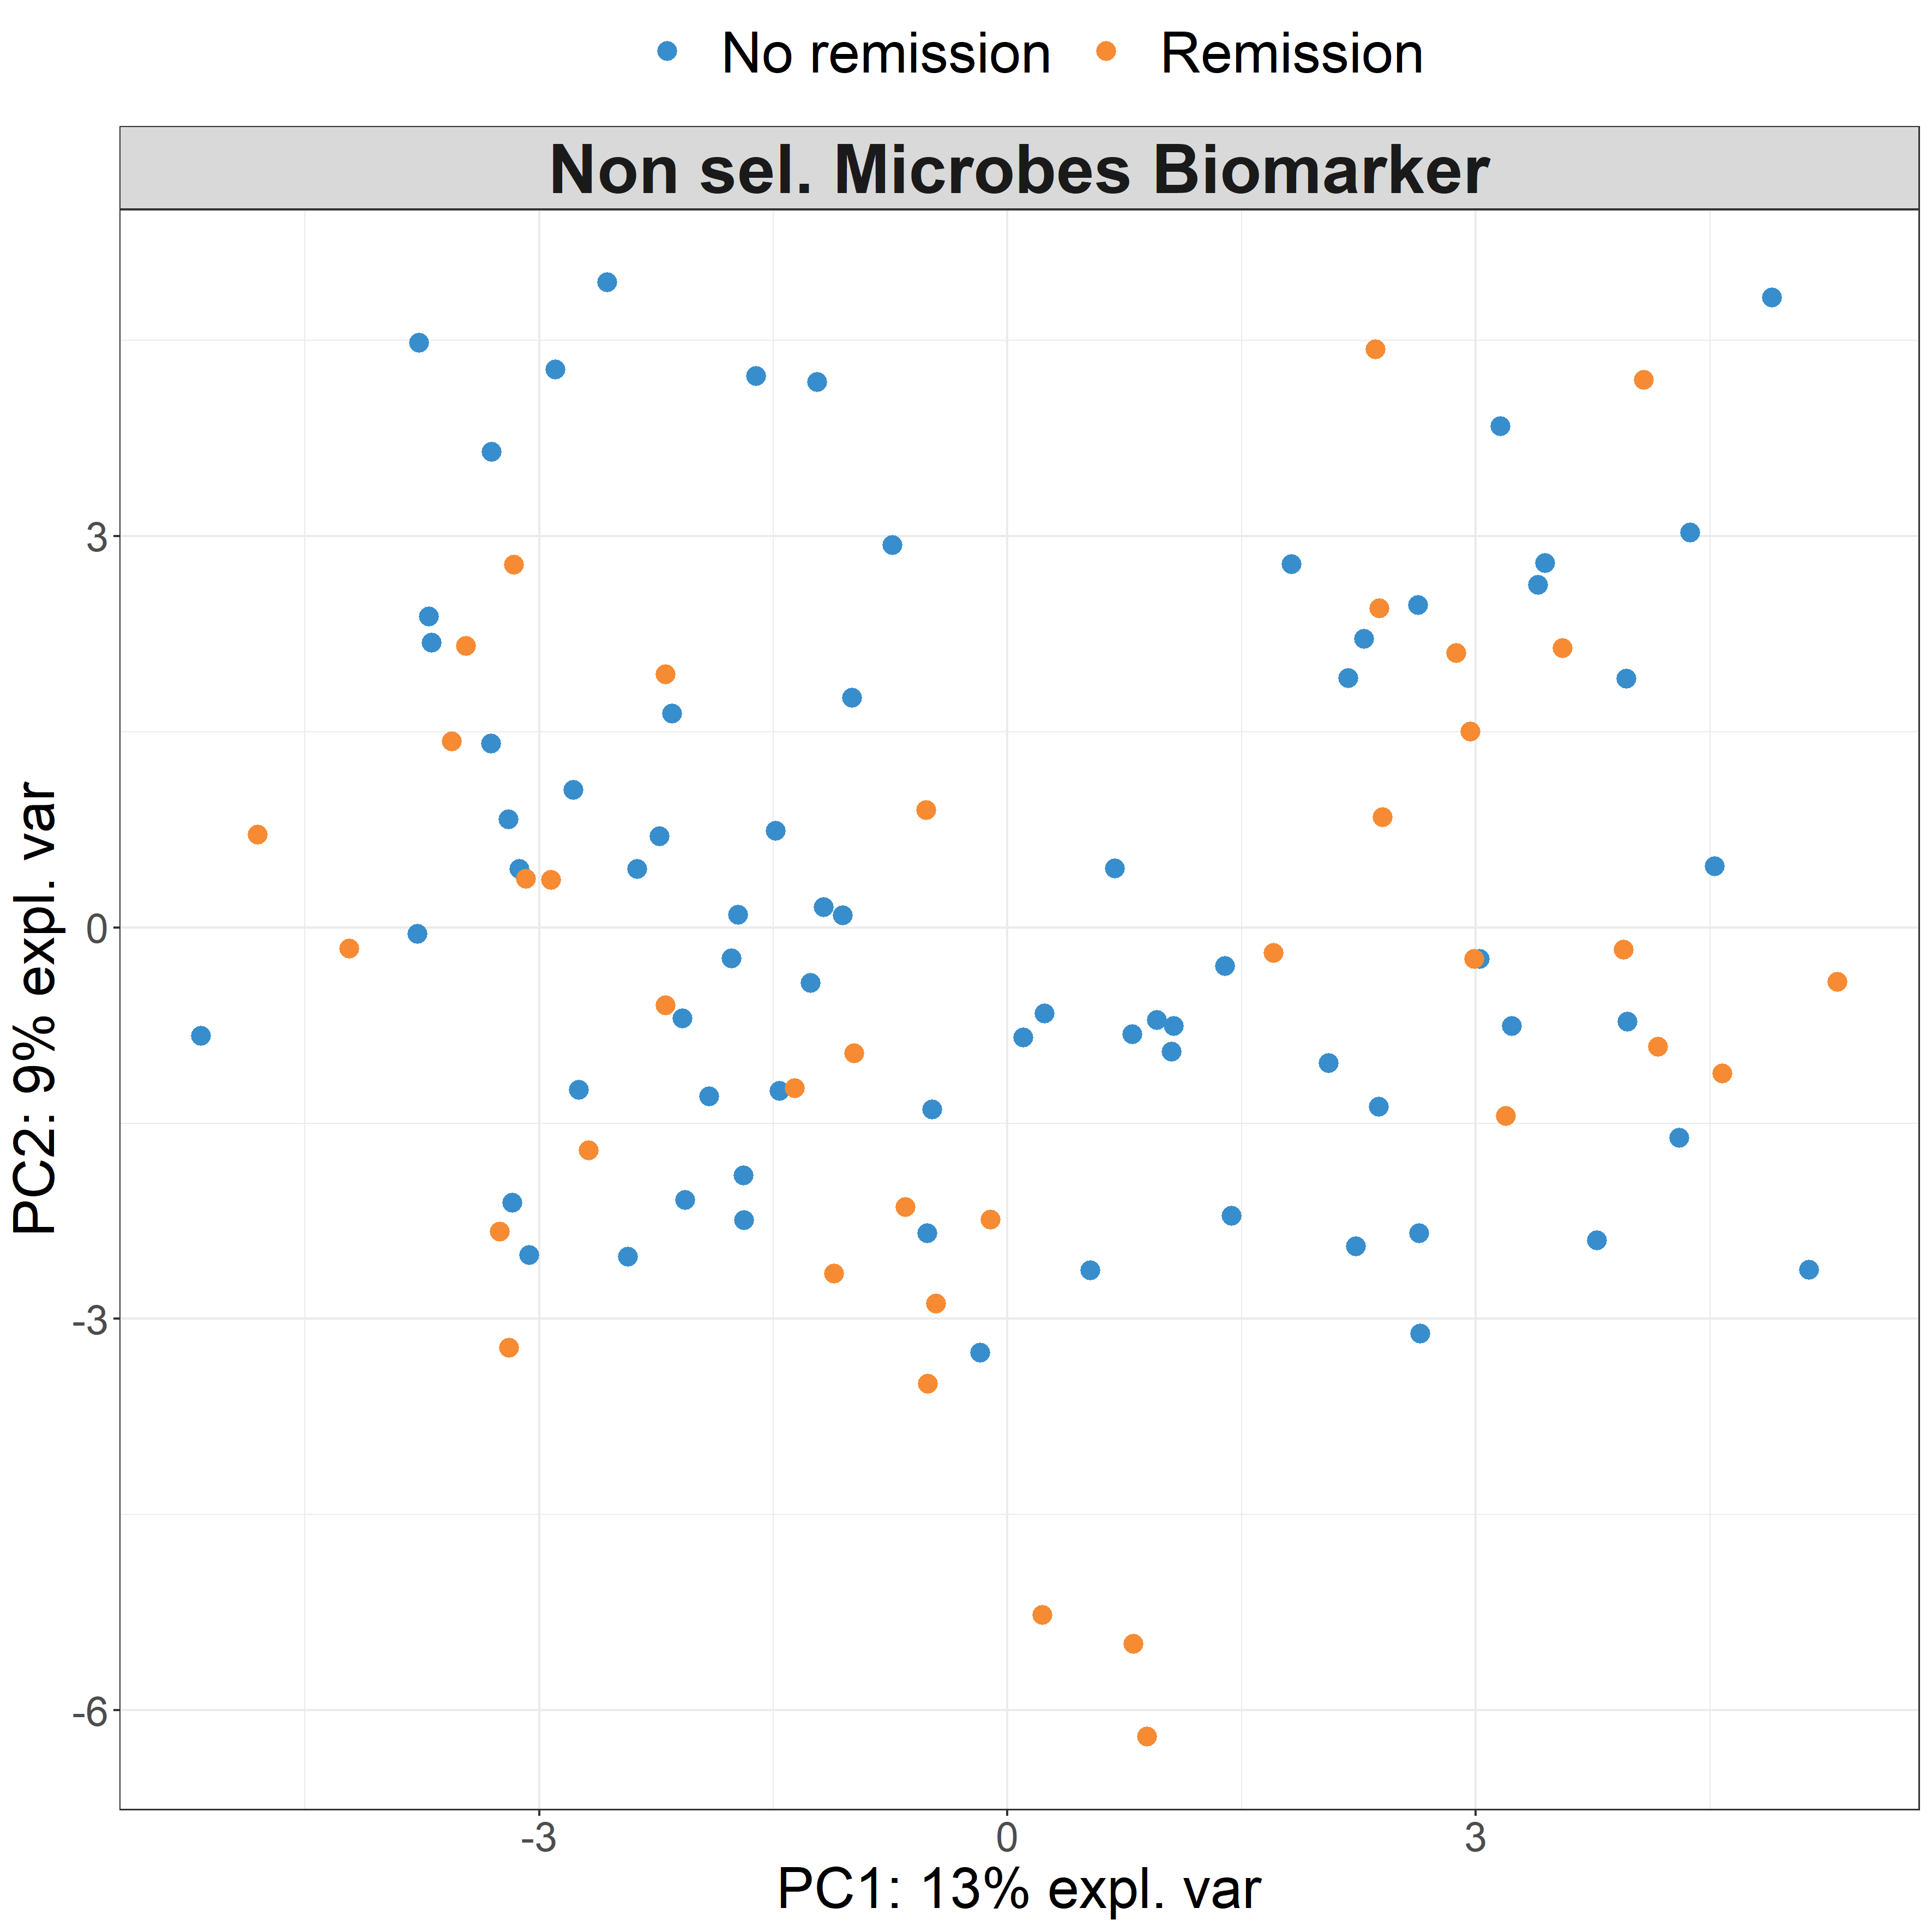 No remission Remission
Non sel. Microbes Biomarker
PC2: 9% expl. var
3
0
-3
-6
-3 0 3
PC1: 13% expl. var